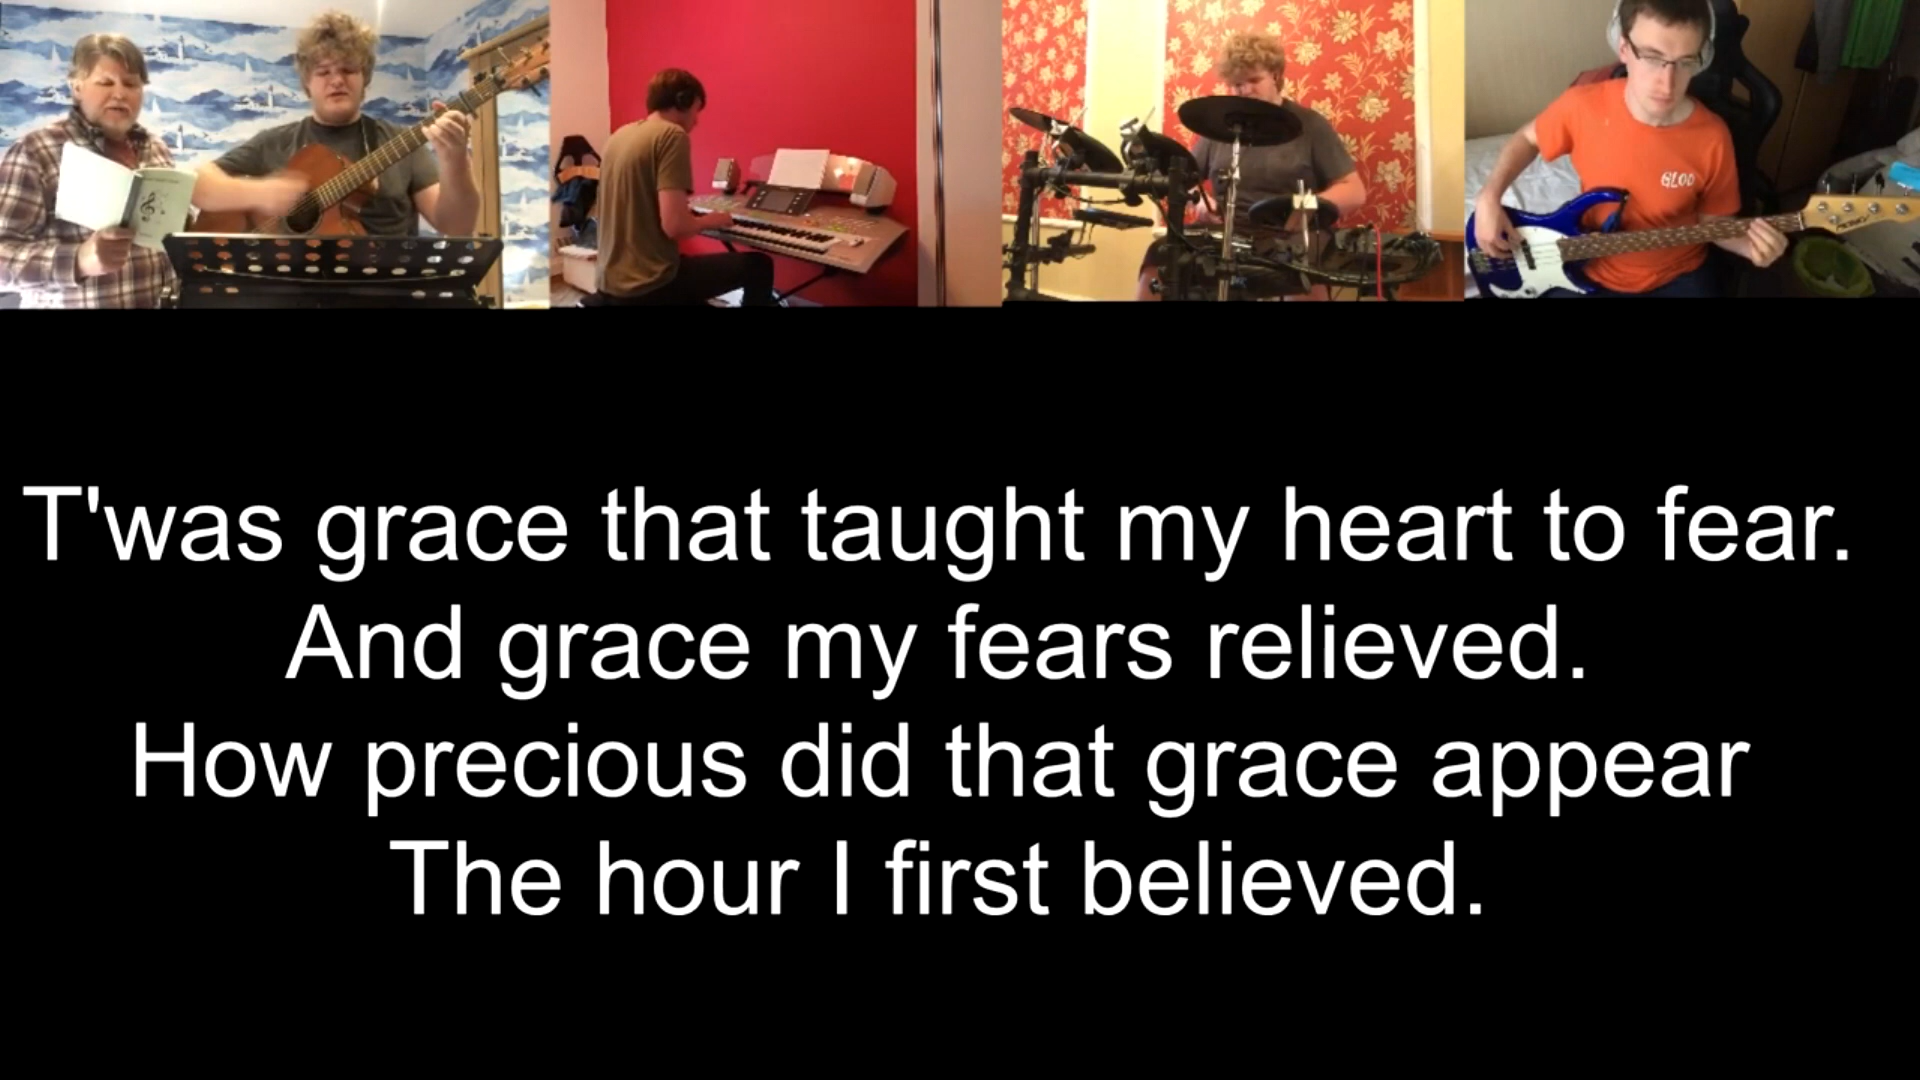 GLOD
T'was grace that taught my heart to fear.
And grace my fears relieved.
How precious did that grace appear
The hour I first believed.